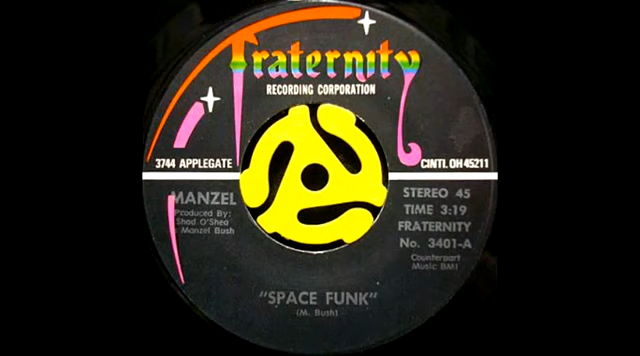 Fraternity
RECORDING CORPORATION
3744 APPLEGATE
CINTI. OH 45211
MANZEL
Produced By:
Shad O'Shea
& Manzel Bush
STEREO 45
TIME 3:19
FRATERNITY
No. 3401-A
Counterpart
Music BMI
"SPACE FUNK"
(M. Bush)